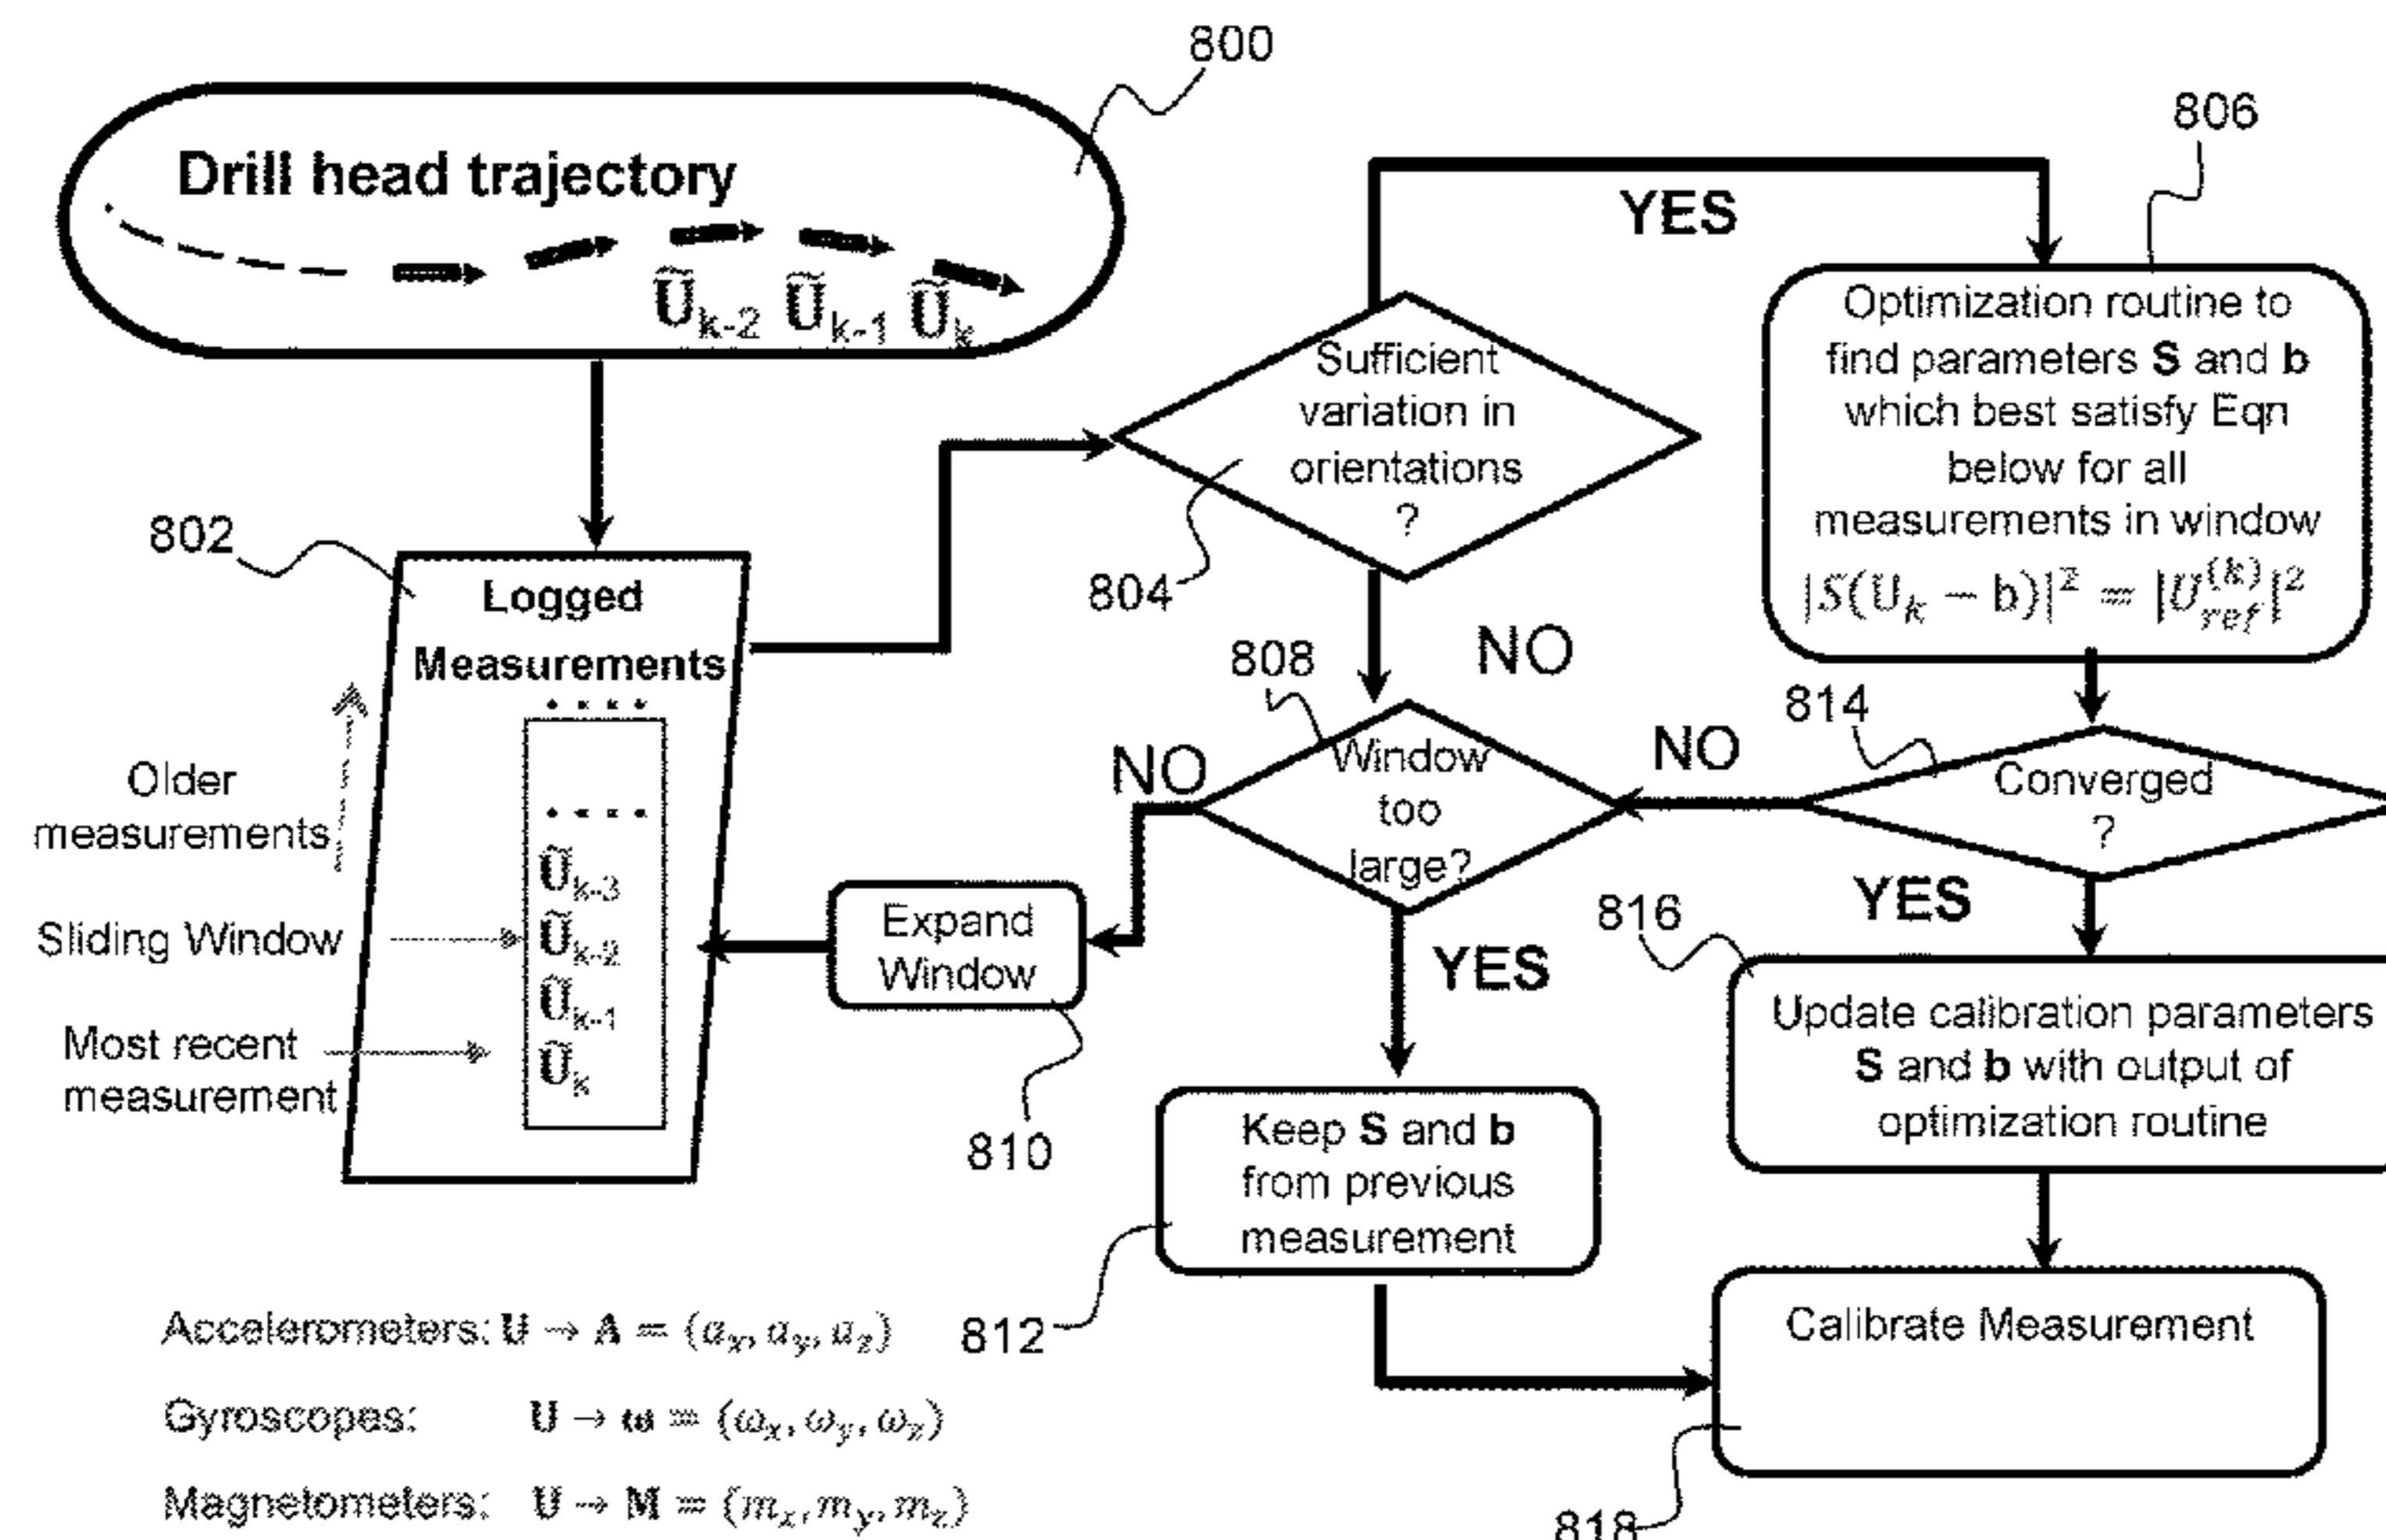 800
Drill head trajectory
Ũk-2 Ũk-1 Ũk
802
Logged
Measurements
. . . .
. . . .
Older
measurements
Ũk-3
Sliding Window
Ũk-2
Ũk-1
Most recent
measurement
Ũk
YES
Sufficient
variation in
orientations
?
804
NO
806
Optimization routine to
find parameters S and b
which best satisfy Eqn
below for all
measurements in window
|S(Uk − b)|² = |Uref(k)|²
808
Window
too
large?
NO
YES
NO
814
Converged
?
YES
Expand
Window
810
816
Update calibration parameters
S and b with output of
optimization routine
Keep S and b
from previous
measurement
812
Calibrate Measurement
818
Accelerometers: U → A = (ax, ay, az)
Gyroscopes: U → ω = (ωx, ωy, ωz)
Magnetometers: U → M = (mx, my, mz)